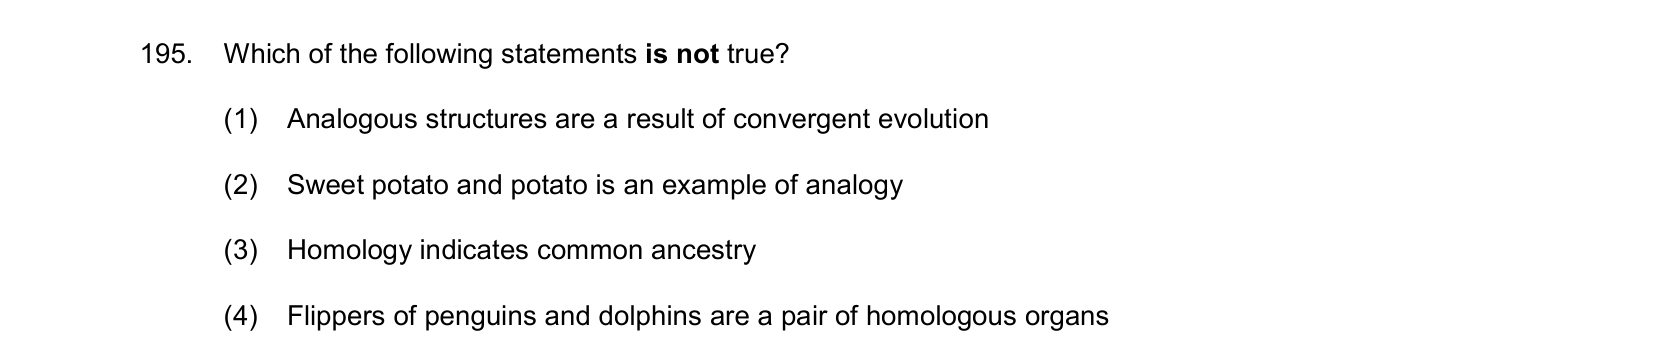 195. Which of the following statements is not true?
(1) Analogous structures are a result of convergent evolution
(2) Sweet potato and potato is an example of analogy
(3) Homology indicates common ancestry
(4) Flippers of penguins and dolphins are a pair of homologous organs